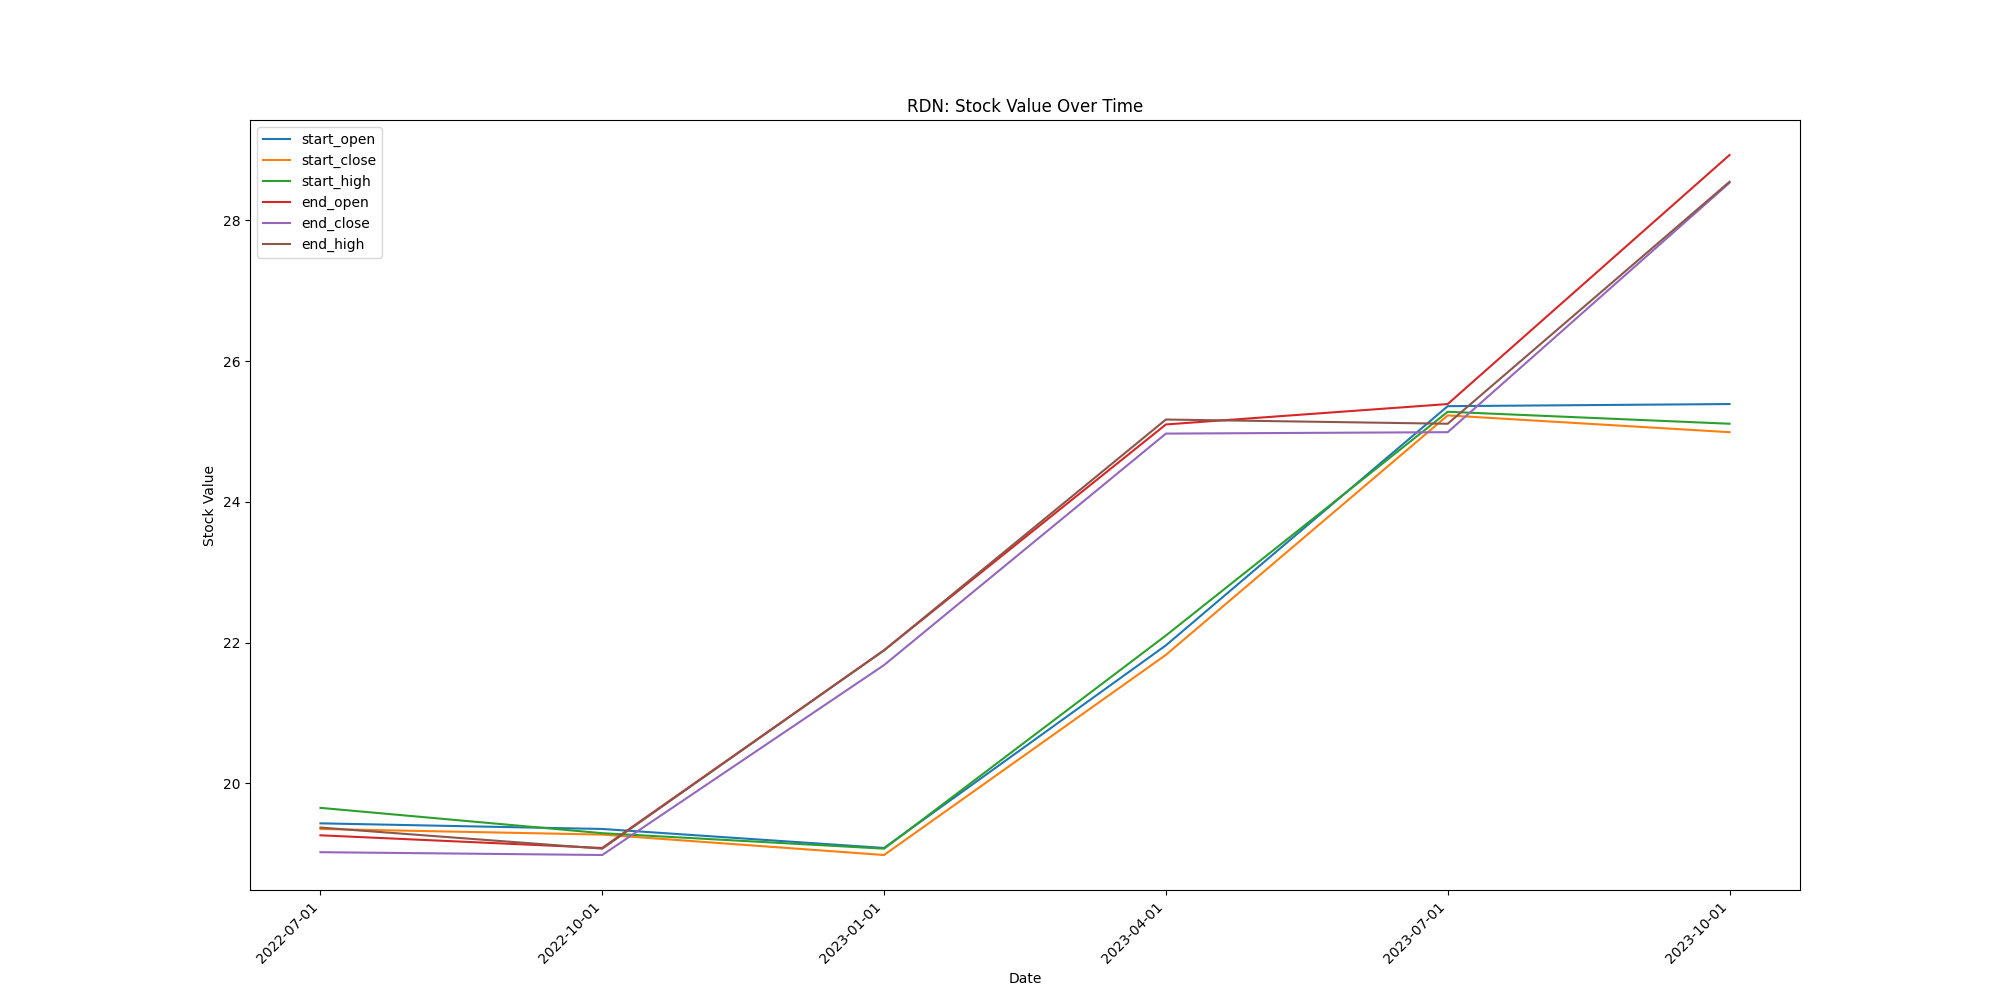 RDN: Stock Value Over Time
start_open
start_close
start_high
end_open
end_close
end_high
28
26
24
22
20
Stock Value
2022-07-01
2022-10-01
2023-01-01
2023-04-01
2023-07-01
2023-10-01
Date